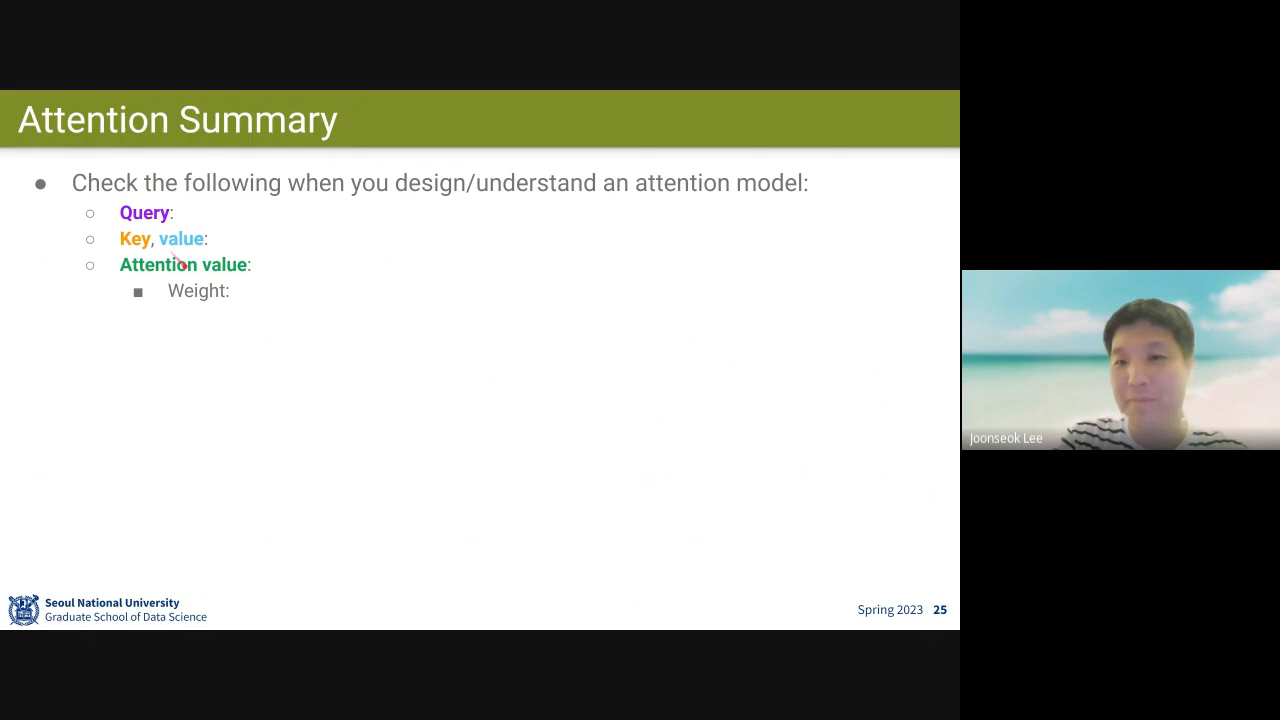 Attention Summary
● Check the following when you design/understand an attention model:
○ Query:
○ Key, value:
○ Attention value:
■ Weight:
Joonseok Lee
Seoul National University
Graduate School of Data Science
Spring 2023 25